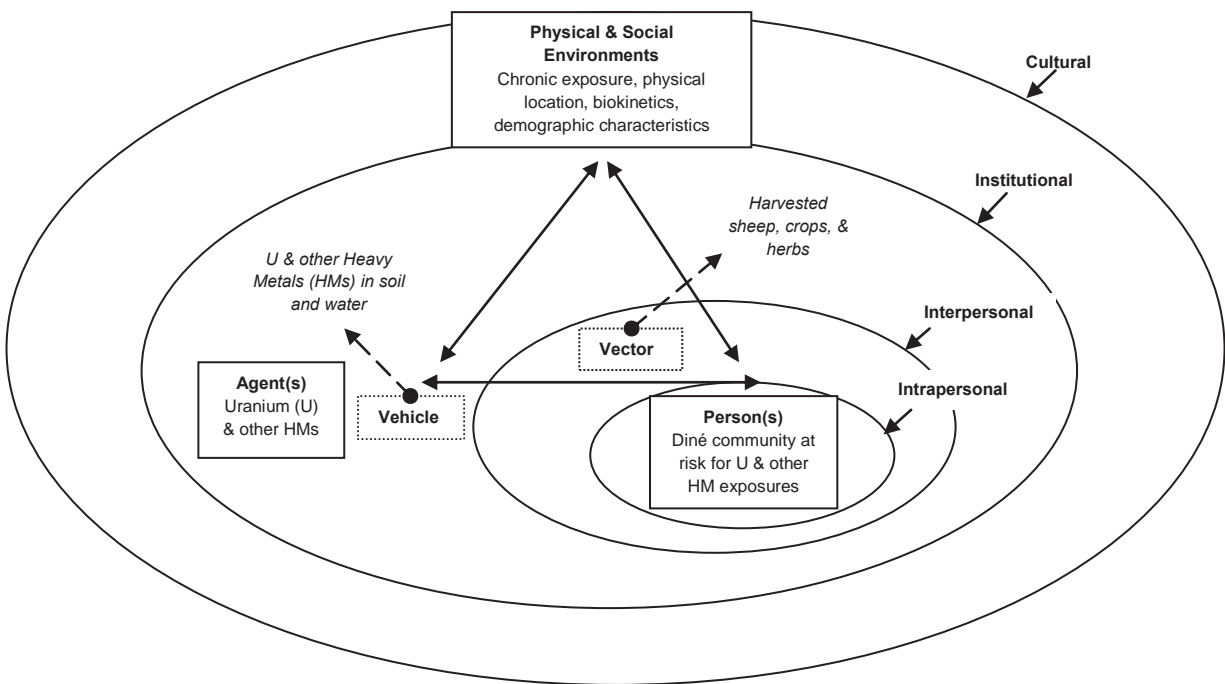 Physical & Social
Environments
Chronic exposure, physical
location, biokinetics,
demographic characteristics
Cultural
Institutional
Harvested
sheep, crops, &
herbs
U & other Heavy
Metals (HMs) in soil
and water
Interpersonal
Vector
Agent(s)
Uranium (U)
& other HMs
Vehicle
Intrapersonal
Person(s)
Diné community at
risk for U & other
HM exposures